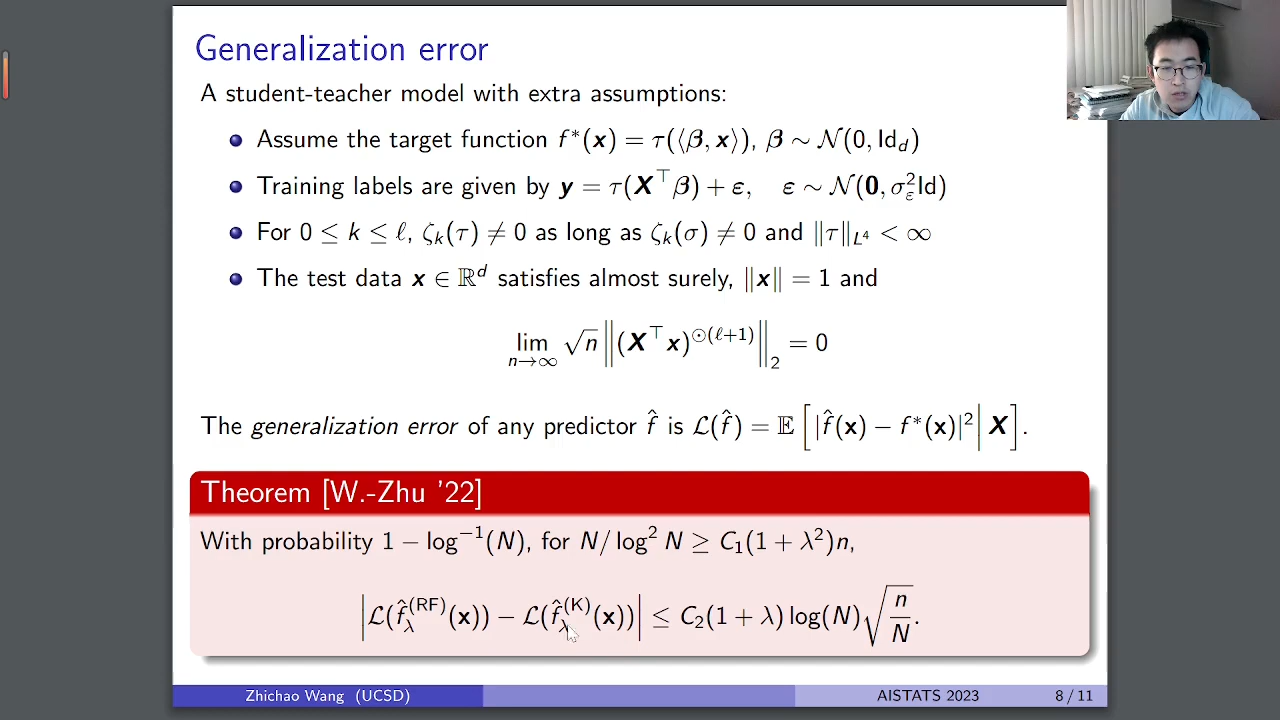 Generalization error
A student-teacher model with extra assumptions:
Assume the target function f*(x) = τ(⟨β, x⟩), β ∼ 𝒩(0, Id_d)
Training labels are given by y = τ(X^⊤β) + ε, ε ∼ 𝒩(0, σ_ε^2 Id)
For 0 ≤ k ≤ ℓ, ζ_k(τ) ≠ 0 as long as ζ_k(σ) ≠ 0 and ‖τ‖_{L^4} < ∞
The test data x ∈ ℝ^d satisfies almost surely, ‖x‖ = 1 and
lim_{n→∞} √n ‖(X^⊤x)^{⊙(ℓ+1)}‖_2 = 0
The generalization error of any predictor f̂ is ℒ(f̂) = 𝔼[|f̂(x) − f*(x)|^2 | X].
Theorem [W.-Zhu '22]
With probability 1 − log^{−1}(N), for N/ log^2 N ≥ C_1(1 + λ^2)n,
|ℒ(f̂_λ^{(RF)}(x)) − ℒ(f̂_λ^{(K)}(x))| ≤ C_2(1 + λ) log(N) √(n/N).
Zhichao Wang (UCSD) AISTATS 2023 8 / 11